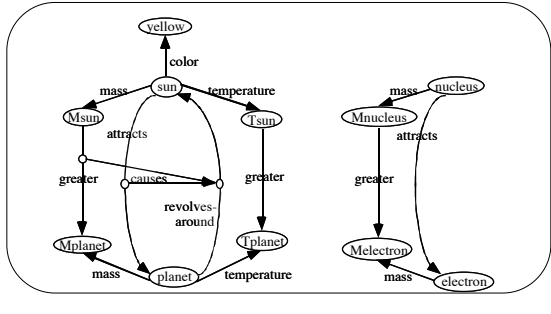 yellow
color
sun
nucleus
mass
temperature
mass
Msun
Tsun
Mnucleus
attracts
attracts
greater
causes
greater
greater
revolves-
around
Mplanet
Tplanet
Melectron
mass
planet
temperature
mass
electron